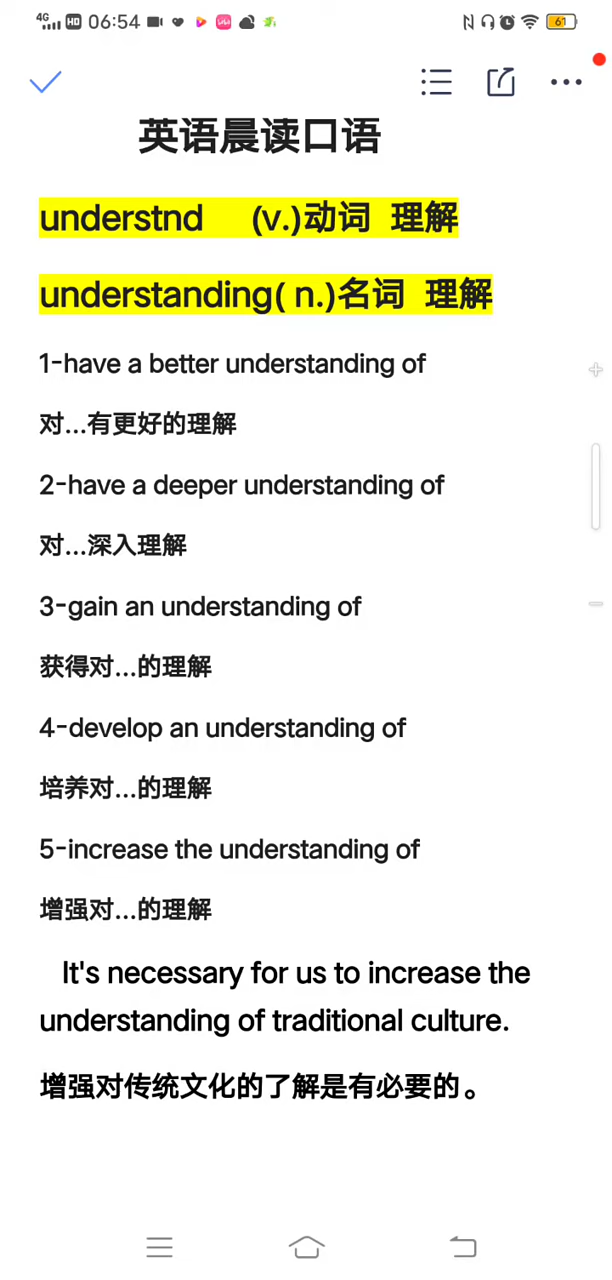 4G HD 06:54 61
英语晨读口语
understnd (v.)动词 理解
understanding( n.)名词 理解
1-have a better understanding of
对...有更好的理解
2-have a deeper understanding of
对...深入理解
3-gain an understanding of
获得对...的理解
4-develop an understanding of
培养对...的理解
5-increase the understanding of
增强对...的理解
It's necessary for us to increase the
understanding of traditional culture.
增强对传统文化的了解是有必要的。